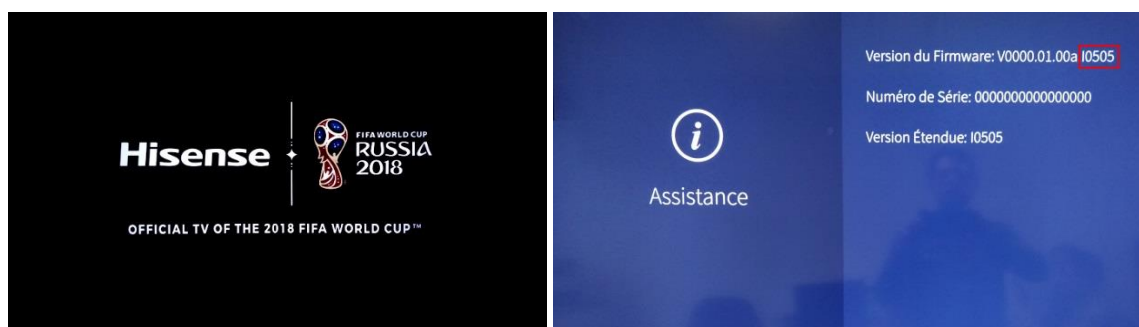 Hisense
FIFA WORLD CUP
RUSSIA
2018
OFFICIAL TV OF THE 2018 FIFA WORLD CUP™
Version du Firmware: V0000.01.00a I0505
Numéro de Série: 0000000000000000
Version Étendue: I0505
i
Assistance